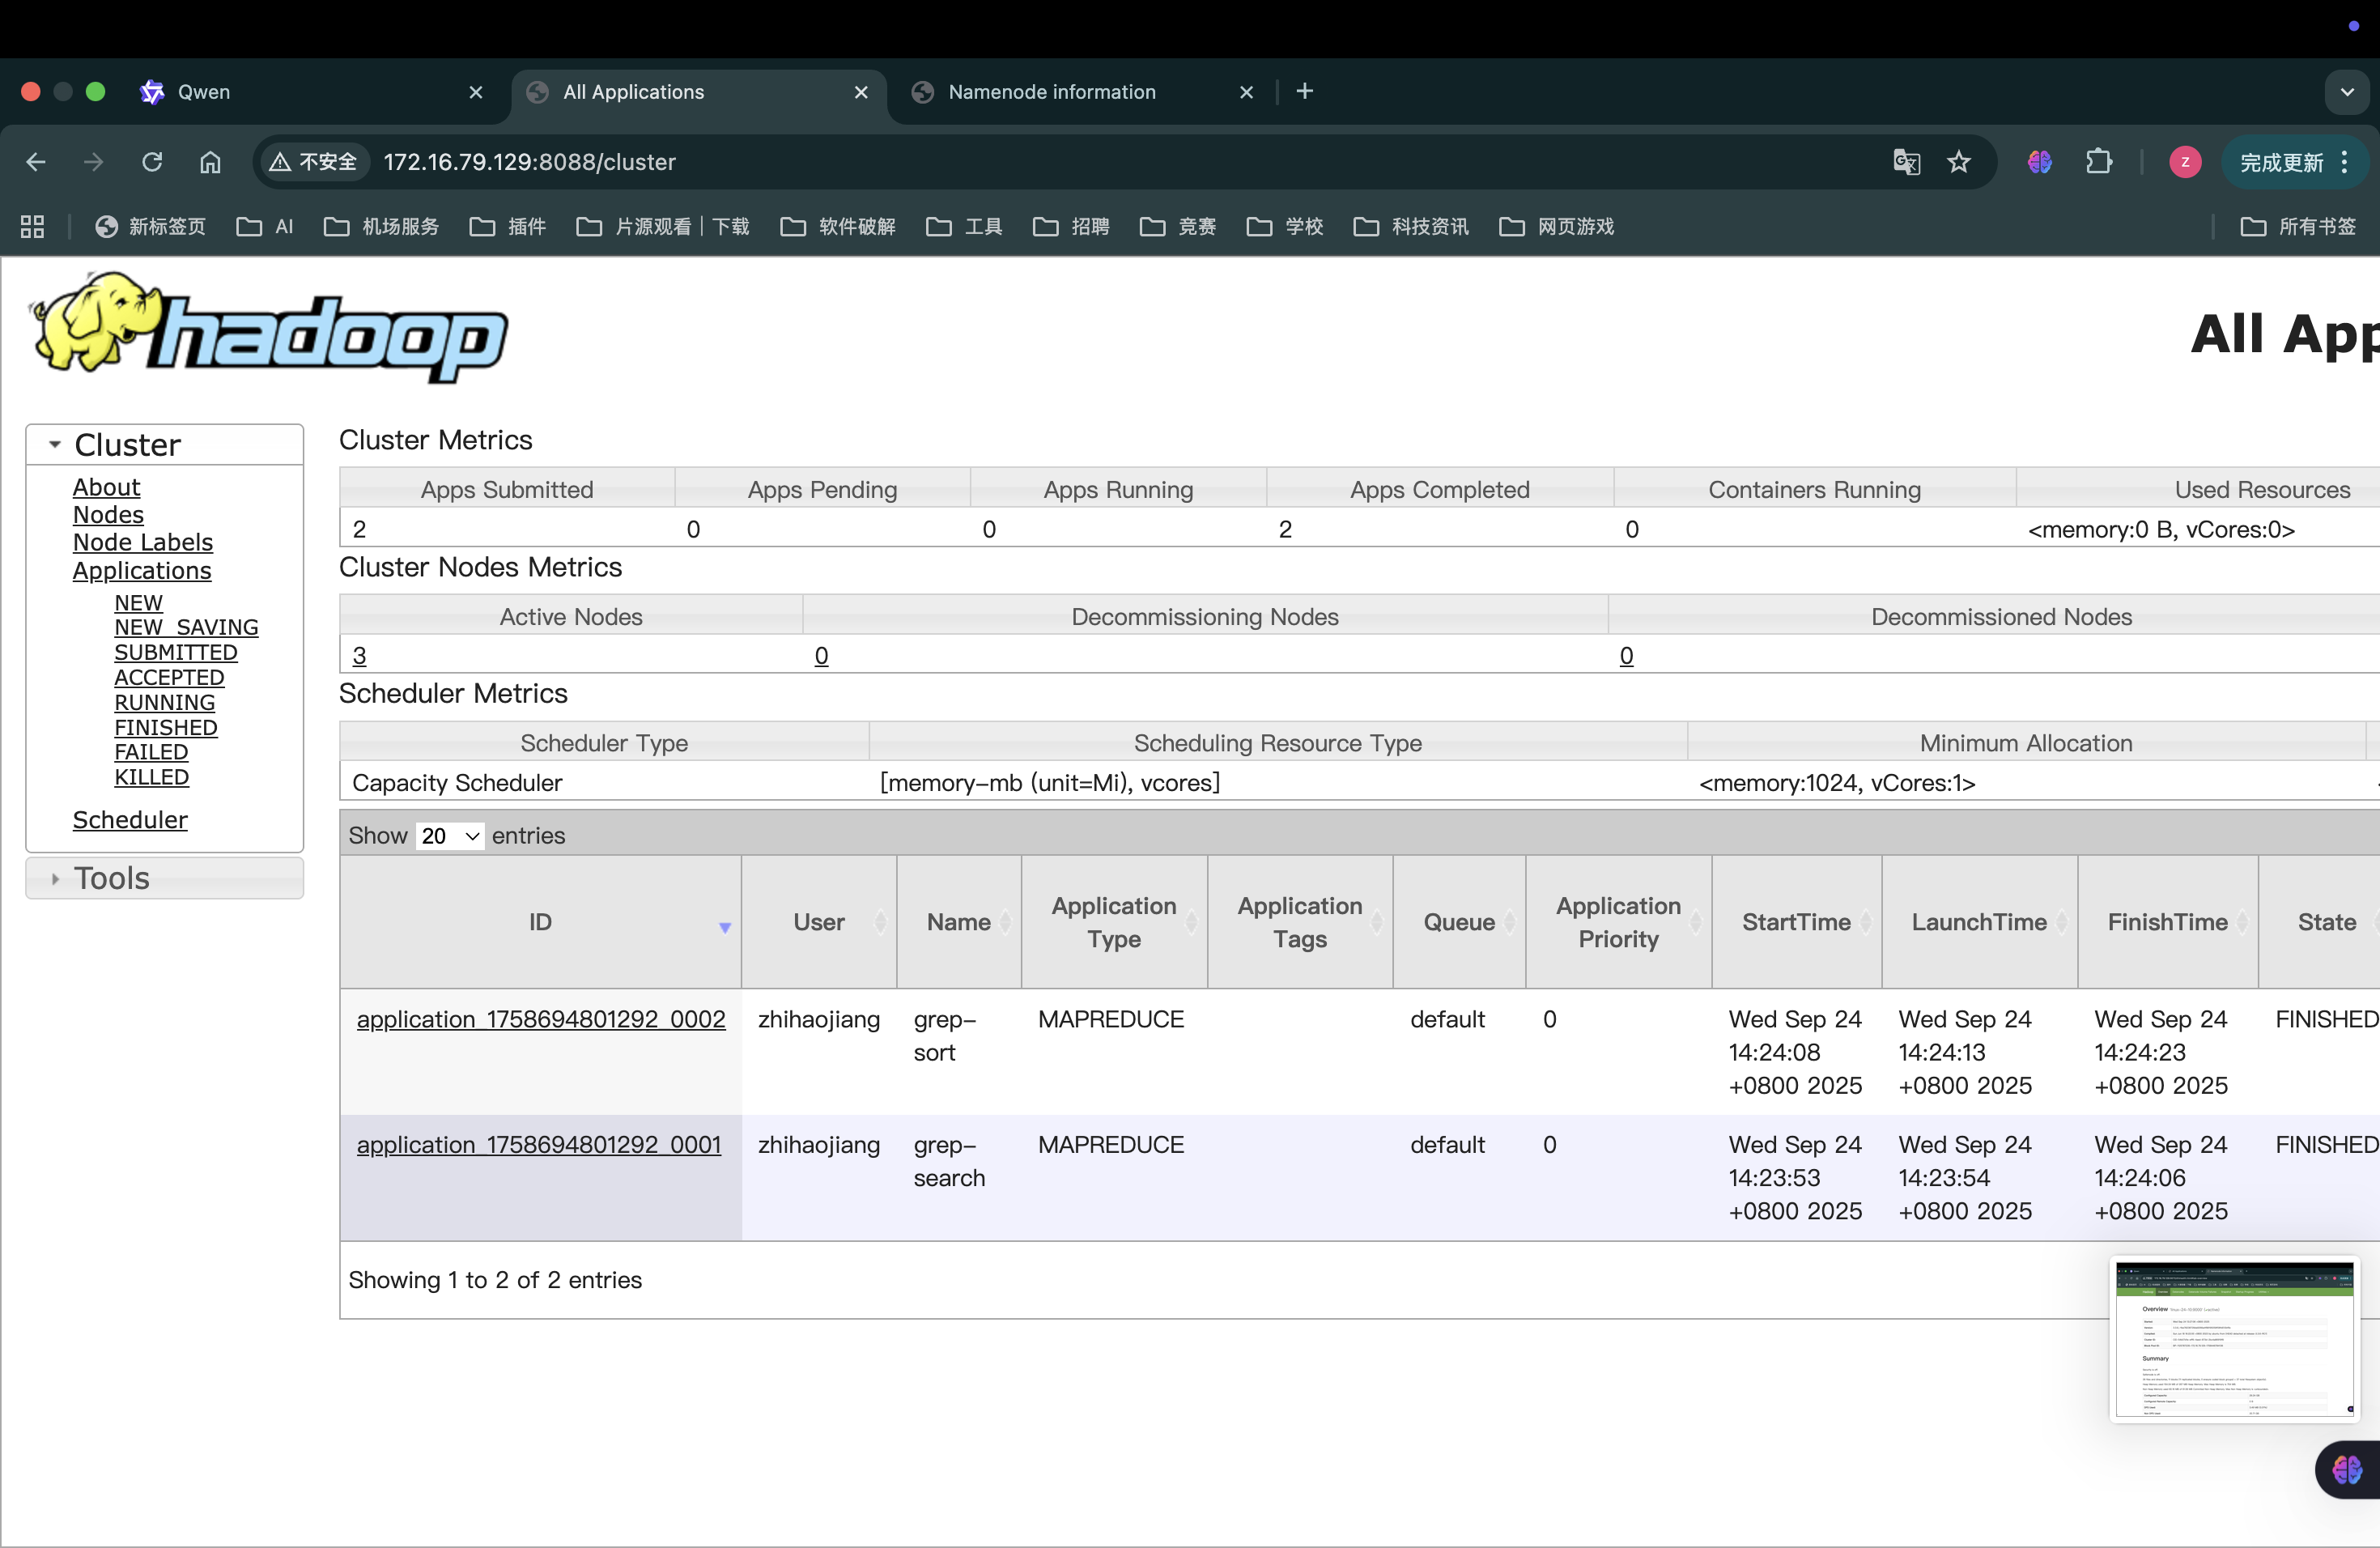 Qwen
All Applications
Namenode information
不安全
172.16.79.129:8088/cluster
z
完成更新
新标签页
AI
机场服务
插件
片源观看｜下载
软件破解
工具
招聘
竞赛
学校
科技资讯
网页游戏
所有书签
hadoop
All App
Cluster
About
Nodes
Node Labels
Applications
NEW
NEW_SAVING
SUBMITTED
ACCEPTED
RUNNING
FINISHED
FAILED
KILLED
Scheduler
Tools
Cluster Metrics
Apps Submitted Apps Pending Apps Running Apps Completed Containers Running Used Resources
2 0 0 2 0 <memory:0 B, vCores:0>
Cluster Nodes Metrics
Active Nodes Decommissioning Nodes Decommissioned Nodes
3 0 0
Scheduler Metrics
Scheduler Type Scheduling Resource Type Minimum Allocation
Capacity Scheduler [memory-mb (unit=Mi), vcores] <memory:1024, vCores:1>
Show 20 entries
ID User Name Application Type Application Tags Queue Application Priority StartTime LaunchTime FinishTime State
application_1758694801292_0002 zhihaojiang grep-sort MAPREDUCE default 0 Wed Sep 24 14:24:08 +0800 2025 Wed Sep 24 14:24:13 +0800 2025 Wed Sep 24 14:24:23 +0800 2025 FINISHED
application_1758694801292_0001 zhihaojiang grep-search MAPREDUCE default 0 Wed Sep 24 14:23:53 +0800 2025 Wed Sep 24 14:23:54 +0800 2025 Wed Sep 24 14:24:06 +0800 2025 FINISHED
Showing 1 to 2 of 2 entries
Overview
Summary